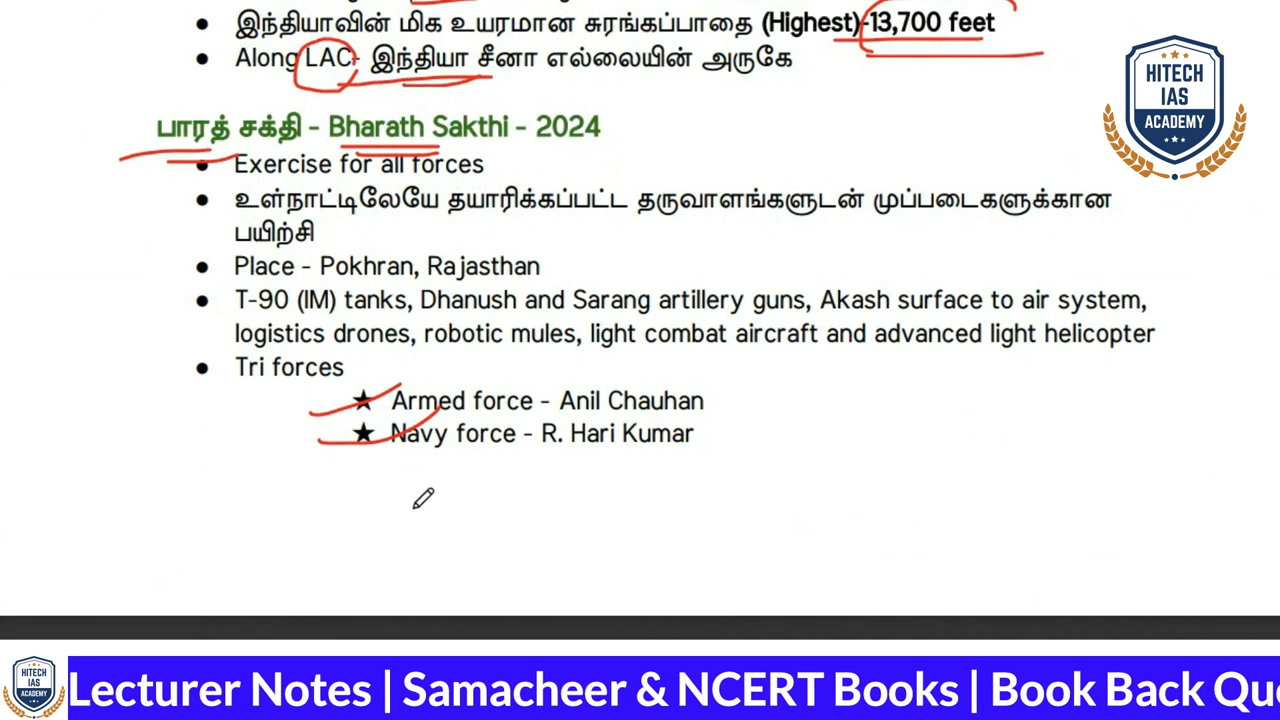 இந்தியாவின் மிக உயரமான சுரங்கப்பாதை (Highest)-13,700 feet
Along LAC- இந்தியா சீனா எல்லையின் அருகே
பாரத் சக்தி - Bharath Sakthi - 2024
Exercise for all forces
உள்நாட்டிலேயே தயாரிக்கப்பட்ட தருவாளங்களுடன் முப்படைகளுக்கான
பயிற்சி
Place - Pokhran, Rajasthan
T-90 (IM) tanks, Dhanush and Sarang artillery guns, Akash surface to air system,
logistics drones, robotic mules, light combat aircraft and advanced light helicopter
Tri forces
Armed force - Anil Chauhan
Navy force - R. Hari Kumar
HITECH
IAS
ACADEMY
HITECH
IAS
ACADEMY
Lecturer Notes | Samacheer & NCERT Books | Book Back Que